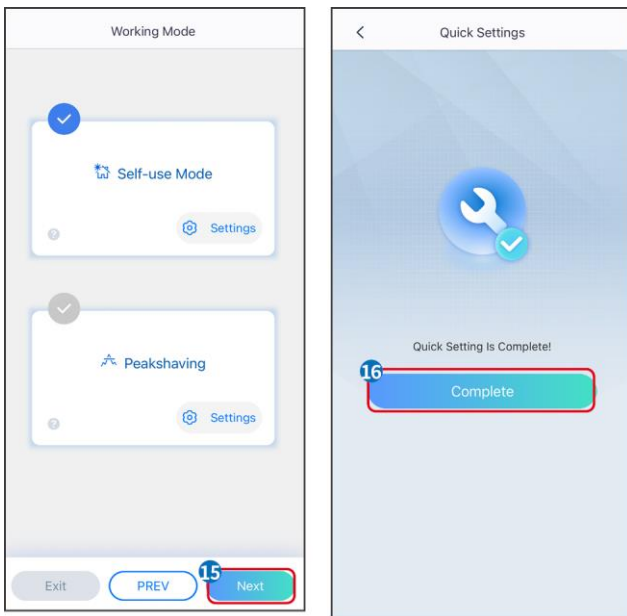 Working Mode
Self-use Mode
?
Settings
Peakshaving
?
Settings
Exit
PREV
15
Next
Quick Settings
Quick Setting Is Complete!
16
Complete